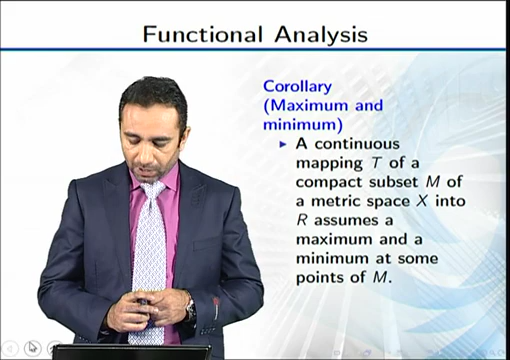 Functional Analysis
Corollary
(Maximum and
minimum)
▸ A continuous
mapping T of a
compact subset M of
a metric space X into
R assumes a
maximum and a
minimum at some
points of M.